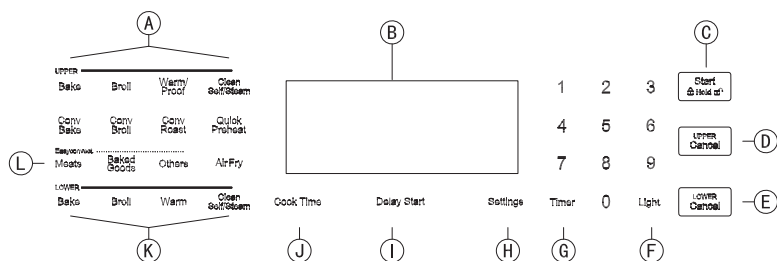 A
B
C
UPPER
Bake Broil Warm/Proof Clean Self/Steam
Conv Bake Conv Broil Conv Roast Quick Preheat
Easy convect
L Meats Baked Goods Others AirFry
LOWER
Bake Broil Warm Clean Self/Steam
K
Cook Time Delay Start Settings Timer 0 Light
J I H G F
1 2 3
4 5 6
7 8 9
Start
Hold
UPPER
Cancel
D
LOWER
Cancel
E